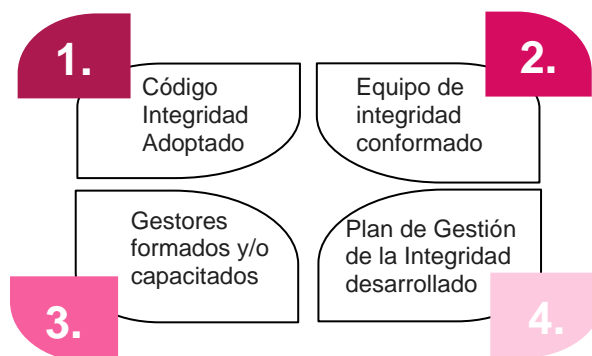 1.
Código
Integridad
Adoptado
2.
Equipo de
integridad
conformado
Gestores
formados y/o
capacitados
3.
Plan de Gestión
de la Integridad
desarrollado
4.